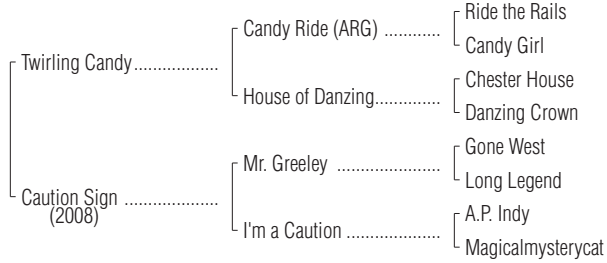 Ride the Rails
Candy Ride (ARG) ............
Candy Girl
Twirling Candy..................
Chester House
House of Danzing..............
Danzing Crown
Gone West
Mr. Greeley .................
Long Legend
Caution Sign ....................
(2008)
A.P. Indy
I'm a Caution .................
Magicalmysterycat